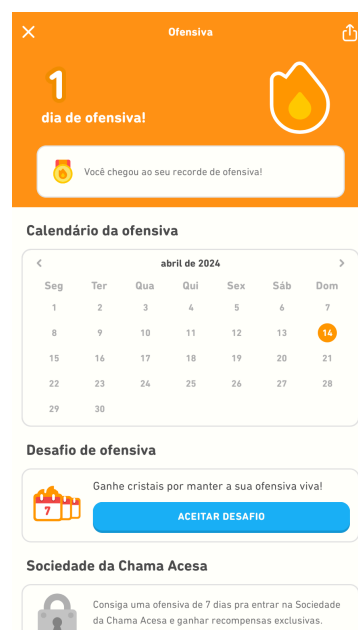 Ofensiva
1
dia de ofensiva!
Você chegou ao seu recorde de ofensiva!
Calendário da ofensiva
abril de 2024
Seg Ter Qua Qui Sex Sáb Dom
1 2 3 4 5 6 7
8 9 10 11 12 13 14
15 16 17 18 19 20 21
22 23 24 25 26 27 28
29 30
Desafio de ofensiva
7
Ganhe cristais por manter a sua ofensiva viva!
ACEITAR DESAFIO
Sociedade da Chama Acesa
Consiga uma ofensiva de 7 dias pra entrar na Sociedade
da Chama Acesa e ganhar recompensas exclusivas.